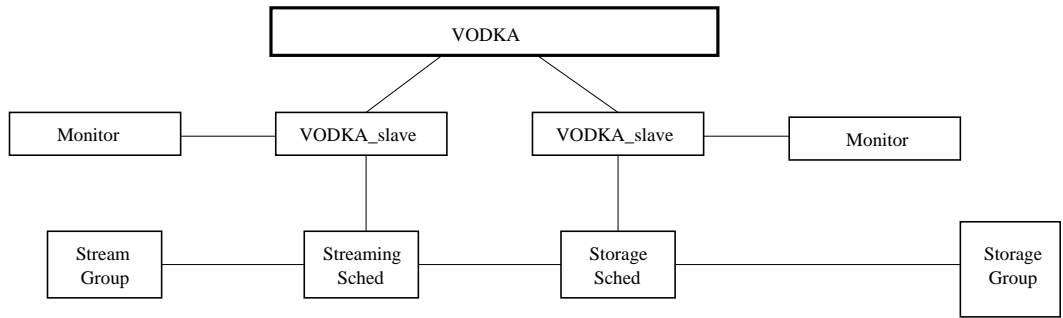 VODKA
Monitor
VODKA_slave
VODKA_slave
Monitor
Stream
Group
Streaming
Sched
Storage
Sched
Storage
Group